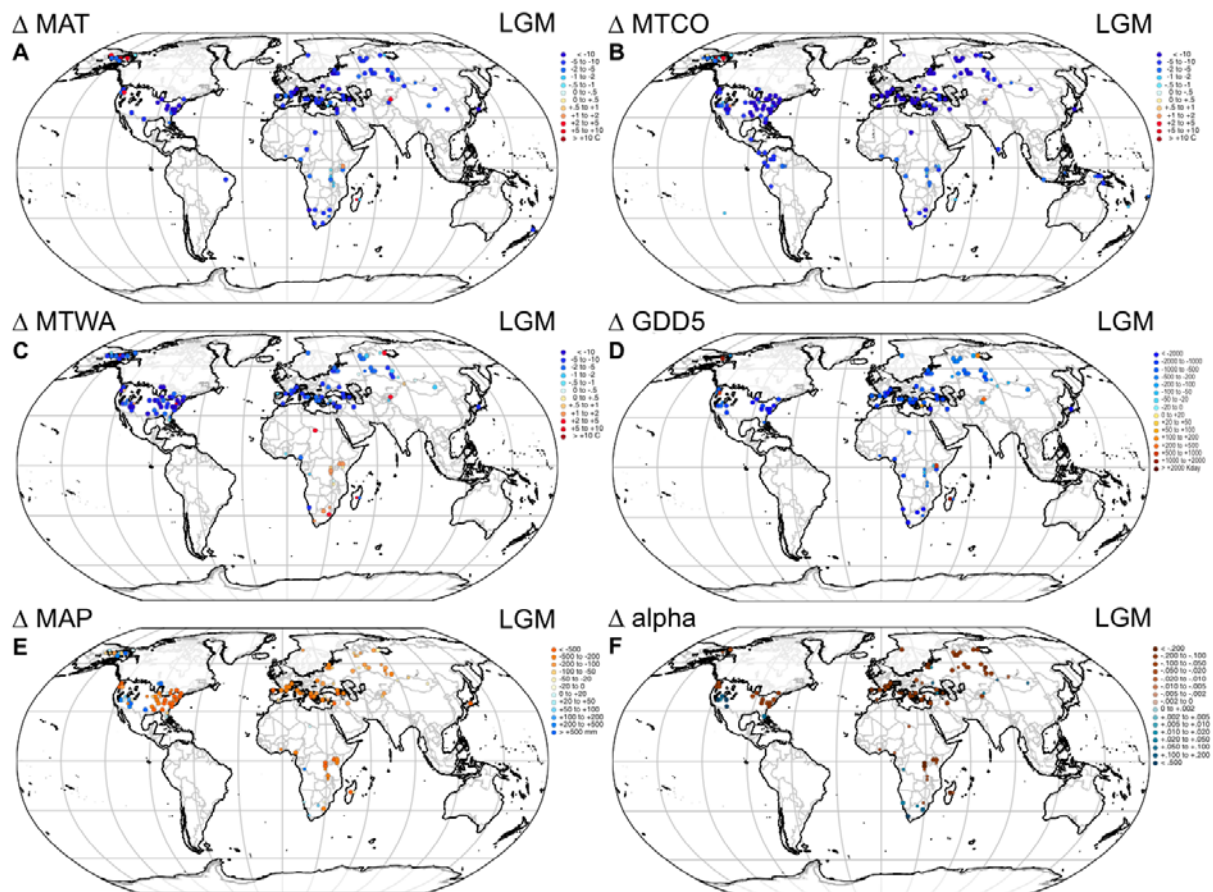 Δ MAT LGM
A
< -10
-5 to -10
-2 to -5
-1 to -2
-.5 to -1
0 to -.5
0 to +.5
+.5 to +1
+1 to +2
+2 to +5
+5 to +10
> +10 C
Δ MTCO LGM
B
< -10
-5 to -10
-2 to -5
-1 to -2
-.5 to -1
0 to -.5
0 to +.5
+.5 to +1
+1 to +2
+2 to +5
+5 to +10
> +10 C
Δ MTWA LGM
C
< -10
-5 to -10
-2 to -5
-1 to -2
-.5 to -1
0 to -.5
0 to +.5
+.5 to +1
+1 to +2
+2 to +5
+5 to +10
> +10 C
Δ GDD5 LGM
D
< -2000
-2000 to -1000
-1000 to -500
-500 to -200
-200 to -100
-100 to -50
-50 to -20
-20 to 0
0 to +20
+20 to +50
+50 to +100
+100 to +200
+200 to +500
+500 to +1000
+1000 to +2000
> +2000 Kday
Δ MAP LGM
E
< -500
-500 to -200
-200 to -100
-100 to -50
-50 to -20
-20 to 0
0 to +20
+20 to +50
+50 to +100
+100 to +200
+200 to +500
> +500 mm
Δ alpha LGM
F
< -.200
-.200 to -.100
-.100 to -.050
-.050 to -.020
-.020 to -.010
-.010 to -.005
-.005 to -.002
-.002 to 0
0 to +.002
+.002 to +.005
+.005 to +.010
+.010 to +.020
+.020 to +.050
+.050 to +.100
+.100 to +.200
< .500